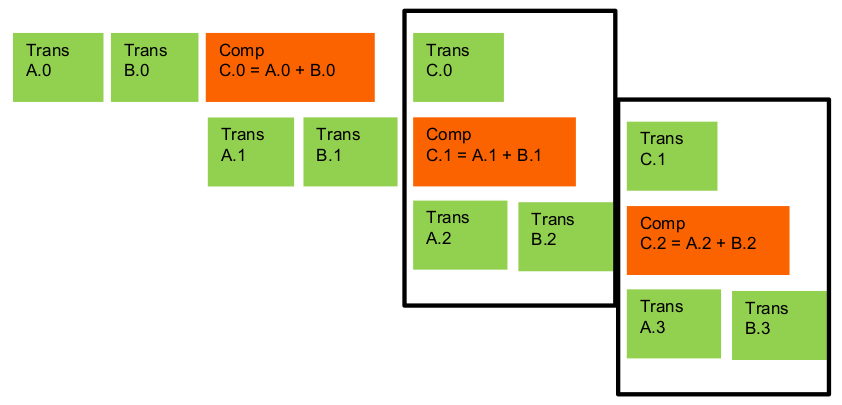 Trans
A.0
Trans
B.0
Comp
C.0 = A.0 + B.0
Trans
C.0
Trans
A.1
Trans
B.1
Comp
C.1 = A.1 + B.1
Trans
C.1
Trans
A.2
Trans
B.2
Comp
C.2 = A.2 + B.2
Trans
A.3
Trans
B.3